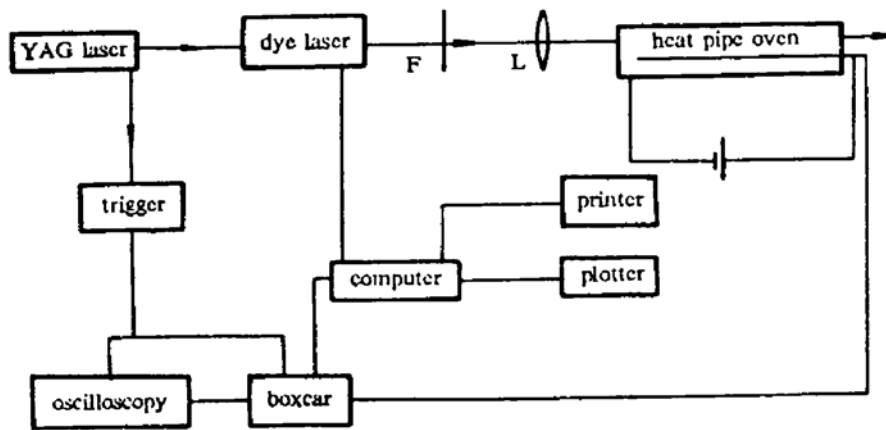 YAG laser
dye laser
F
L
heat pipe oven
trigger
printer
computer
plotter
oscilloscopy
boxcar